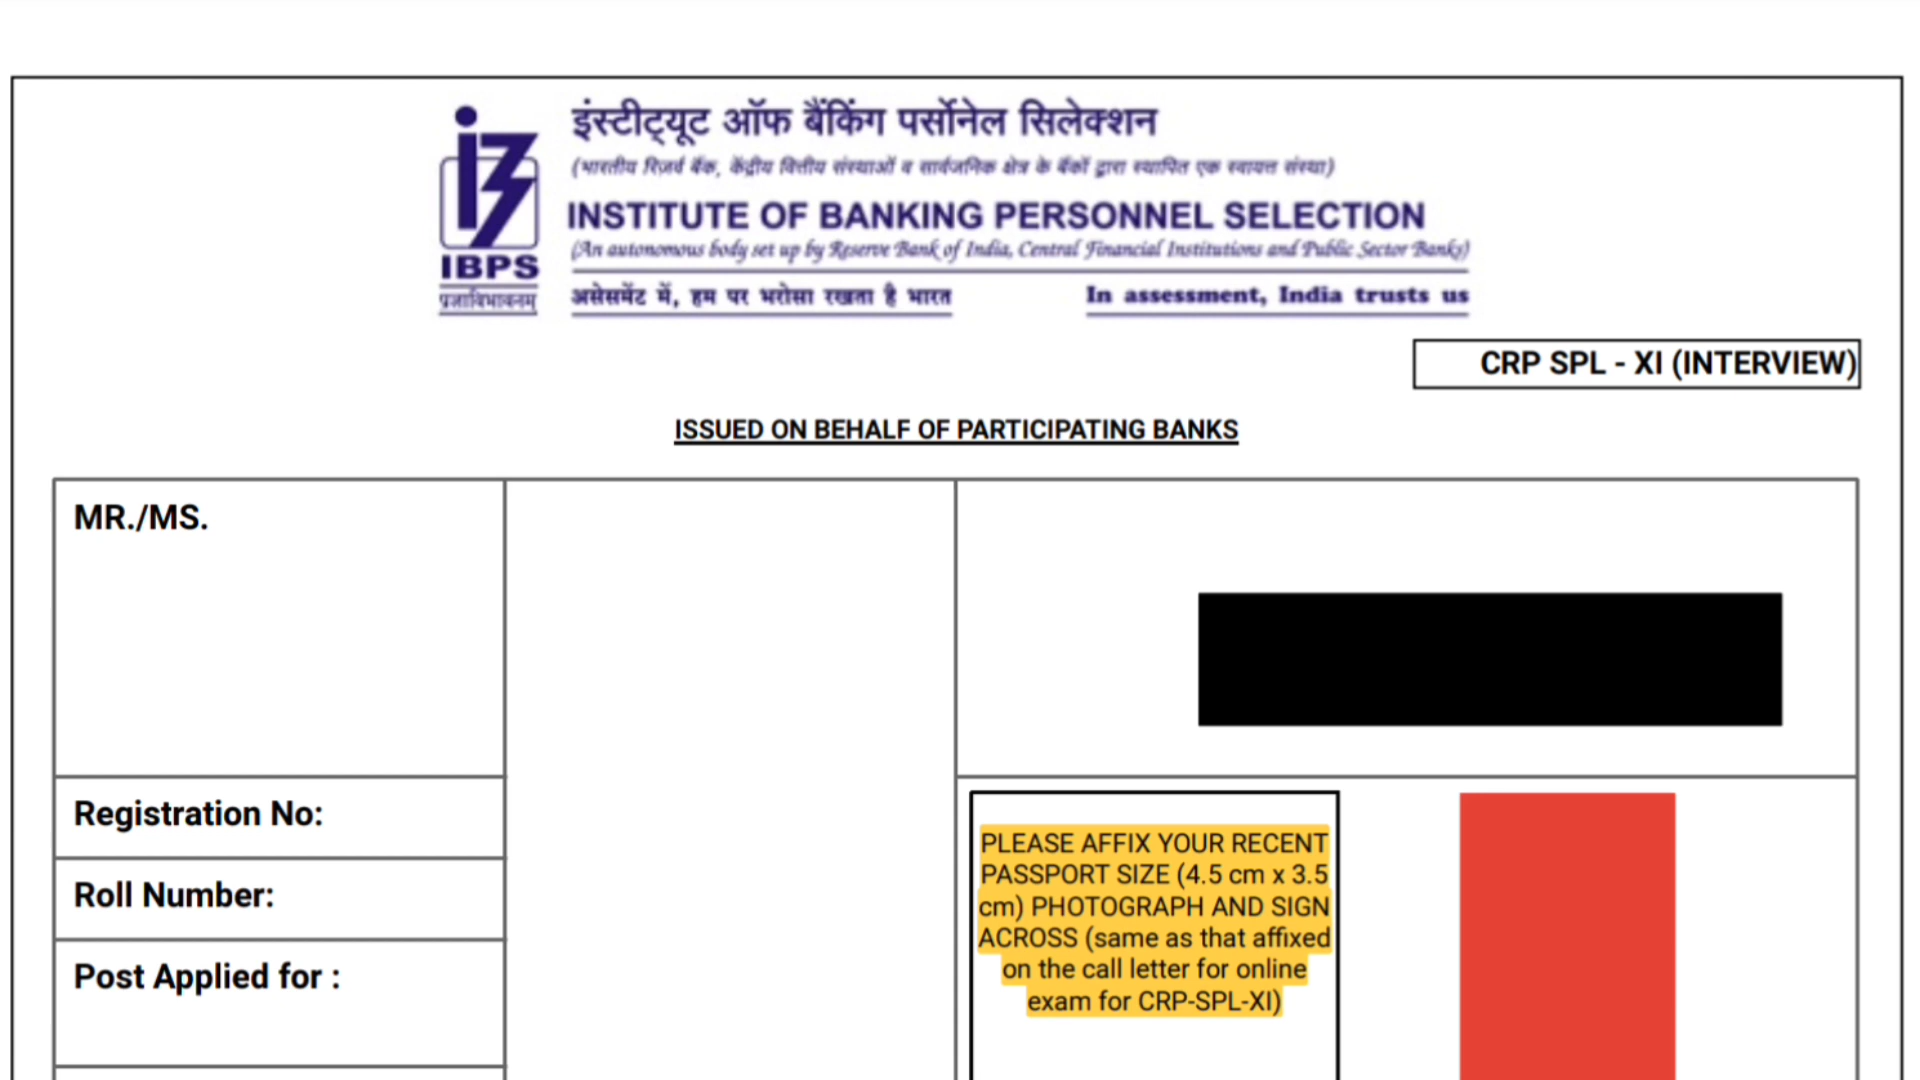 इंस्टीट्यूट ऑफ बैंकिंग पर्सोनेल सिलेक्शन
(भारतीय रिज़र्व बैंक, केंद्रीय वित्तीय संस्थाओं व सार्वजनिक क्षेत्र के बैंकों द्वारा स्थापित एक स्वायत्त संस्था)
INSTITUTE OF BANKING PERSONNEL SELECTION
(An autonomous body set up by Reserve Bank of India, Central Financial Institutions and Public Sector Banks)
IBPS
प्रज्ञाविभावनम्
असेसमेंट में, हम पर भरोसा रखता है भारत
In assessment, India trusts us
CRP SPL - XI (INTERVIEW)
ISSUED ON BEHALF OF PARTICIPATING BANKS
MR./MS.
Registration No:
Roll Number:
Post Applied for :
PLEASE AFFIX YOUR RECENT
PASSPORT SIZE (4.5 cm x 3.5
cm) PHOTOGRAPH AND SIGN
ACROSS (same as that affixed
on the call letter for online
exam for CRP-SPL-XI)